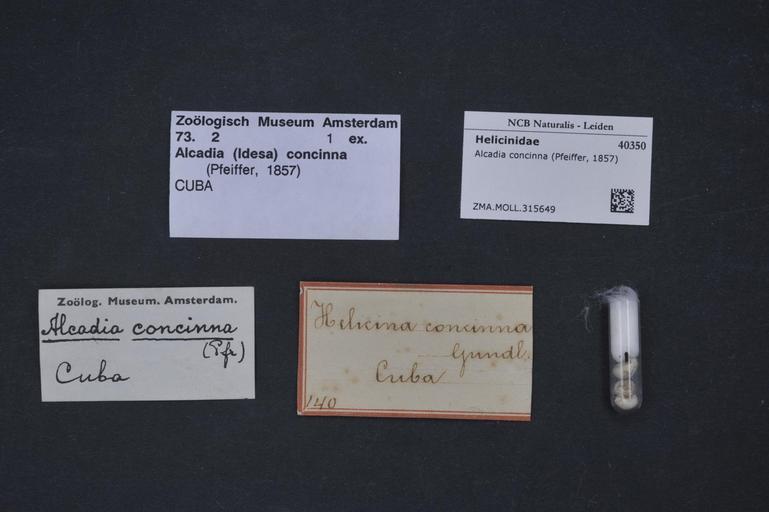 Zoölogisch Museum Amsterdam
73. 2 1 ex.
Alcadia (Idesa) concinna
(Pfeiffer, 1857)
CUBA
NCB Naturalis - Leiden
Helicinidae 40350
Alcadia concinna (Pfeiffer, 1857)
ZMA.MOLL.315649
Zoölog. Museum. Amsterdam.
Alcadia concinna
(Pfr)
Cuba
Helicina concinna
Gundl.
Cuba
140